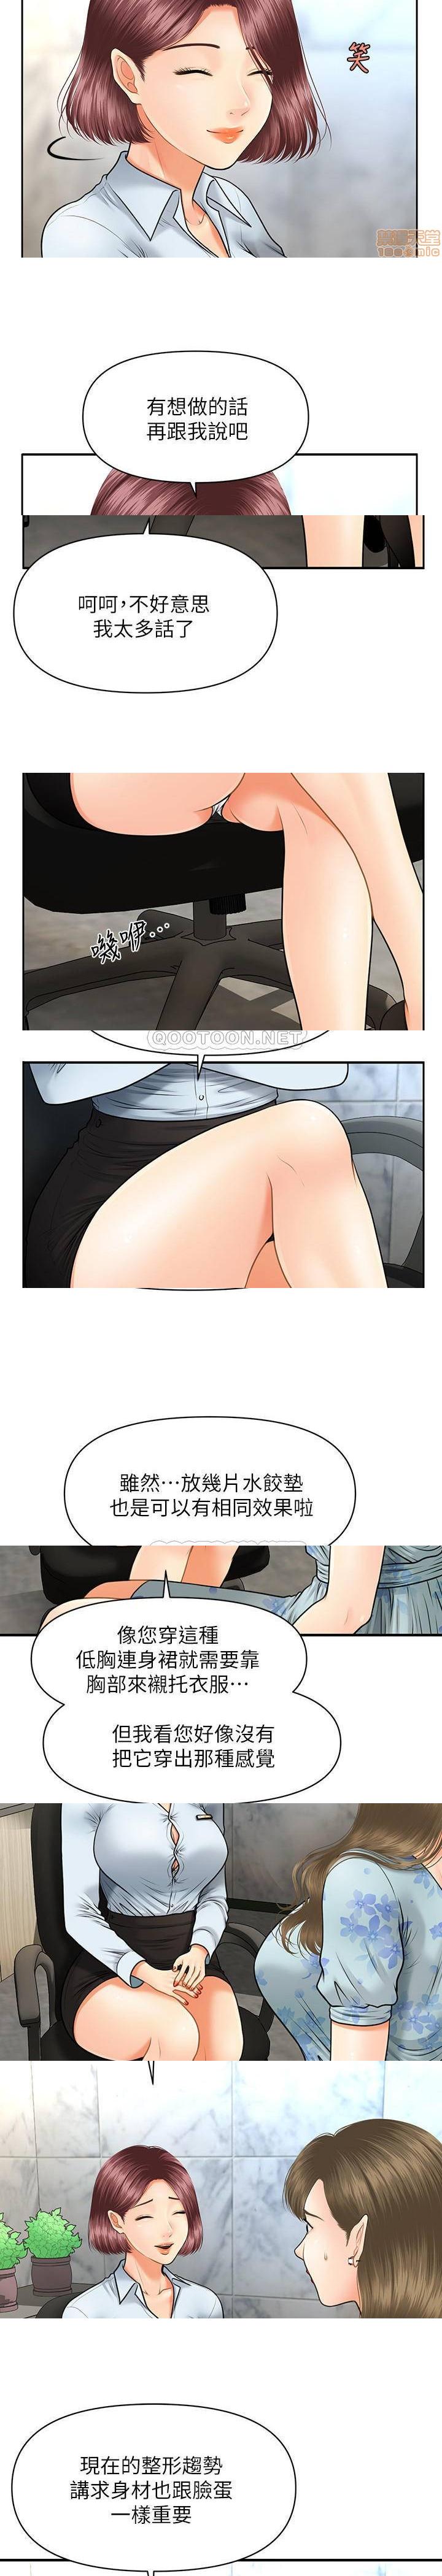 笑
toomic
有想做的話
再跟我說吧
呵呵，不好意思
我太多話了
嘰咿…
QOOTOON.NET
雖然…放幾片水餃墊
也是可以有相同效果啦
像您穿這種
低胸連身裙就需要靠
胸部來襯托衣服…
但我看您好像沒有
把它穿出那種感覺
現在的整形趨勢
講求身材也跟臉蛋
一樣重要